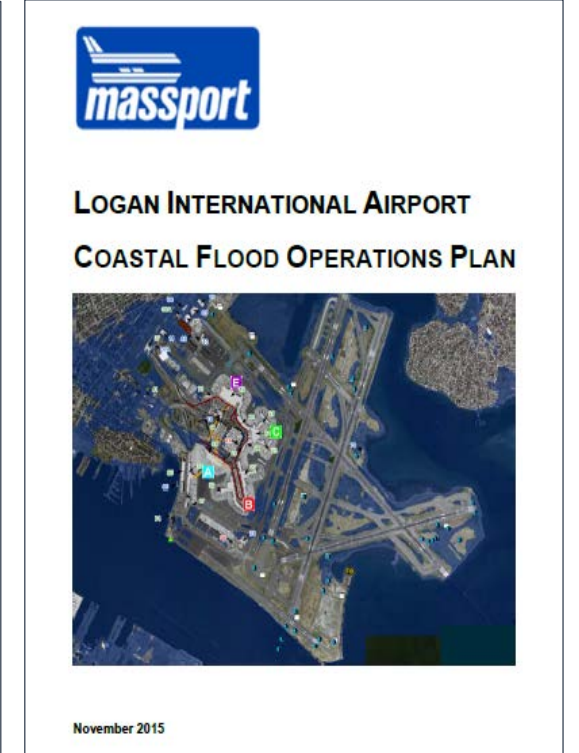 massport
LOGAN INTERNATIONAL AIRPORT
COASTAL FLOOD OPERATIONS PLAN
E
C
A
B
November 2015